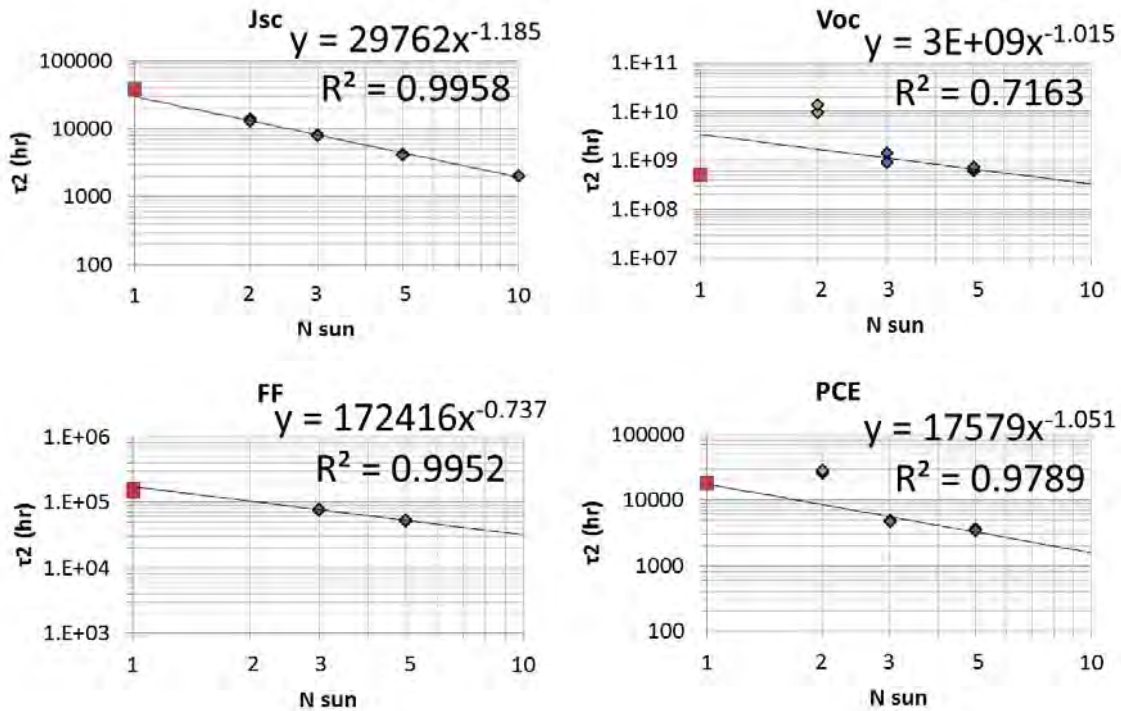 Jsc
y = 29762x^-1.185
R² = 0.9958
τ2 (hr)
100000
10000
1000
100
1 2 3 5 10
N sun
Voc
y = 3E+09x^-1.015
R² = 0.7163
τ2 (hr)
1.E+11
1.E+10
1.E+09
1.E+08
1.E+07
1 2 3 5 10
N sun
FF
y = 172416x^-0.737
R² = 0.9952
τ2 (hr)
1.E+06
1.E+05
1.E+04
1.E+03
1 2 3 5 10
N sun
PCE
y = 17579x^-1.051
R² = 0.9789
τ2 (hr)
100000
10000
1000
100
1 2 3 5 10
N sun